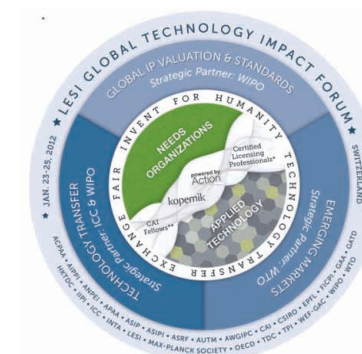 ★ LESI GLOBAL TECHNOLOGY IMPACT FORUM ★
JAN. 23-25, 2012
SWITZERLAND
GLOBAL IP VALUATION & STANDARDS
Strategic Partner: WIPO
TECHNOLOGY TRANSFER
Strategic Partner: ICC & WIPO
EMERGING MARKETS
Strategic Partner: WTO
INVENT FOR HUMANITY
TECHNOLOGY TRANSFER EXCHANGE FAIR
NEEDS
ORGANIZATIONS
Certified
Licensing
Professionals*
powered by
Action
kopernik
CAI
Fellows**
APPLIED
TECHNOLOGY
ACPAA • AIPPI • ANPEI • APAA • ASIP • ASIPI • ASRF • AUTM • AWGIPC • CAI • CSIRO • EPFL • FICPI • GAA • GATD
HKTDC • IIPI • ICC • INTA • LESI • MAX-PLANCK SOCIETY • OECD • TDC • TPI • WEF-GAC • WIPO • WTO